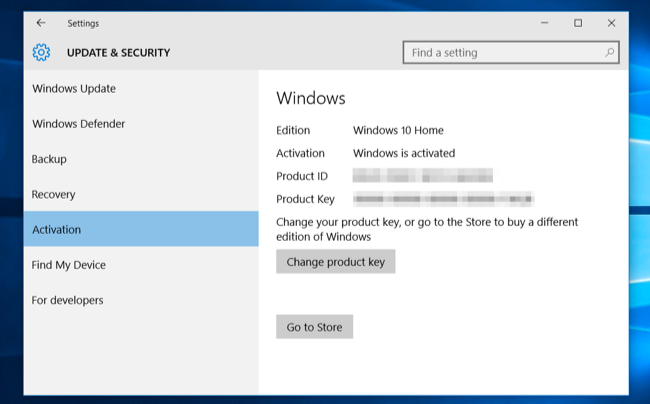 Settings
UPDATE & SECURITY
Find a setting
Windows Update
Windows Defender
Backup
Recovery
Activation
Find My Device
For developers
Windows
Edition Windows 10 Home
Activation Windows is activated
Product ID
Product Key
Change your product key, or go to the Store to buy a different
edition of Windows
Change product key
Go to Store